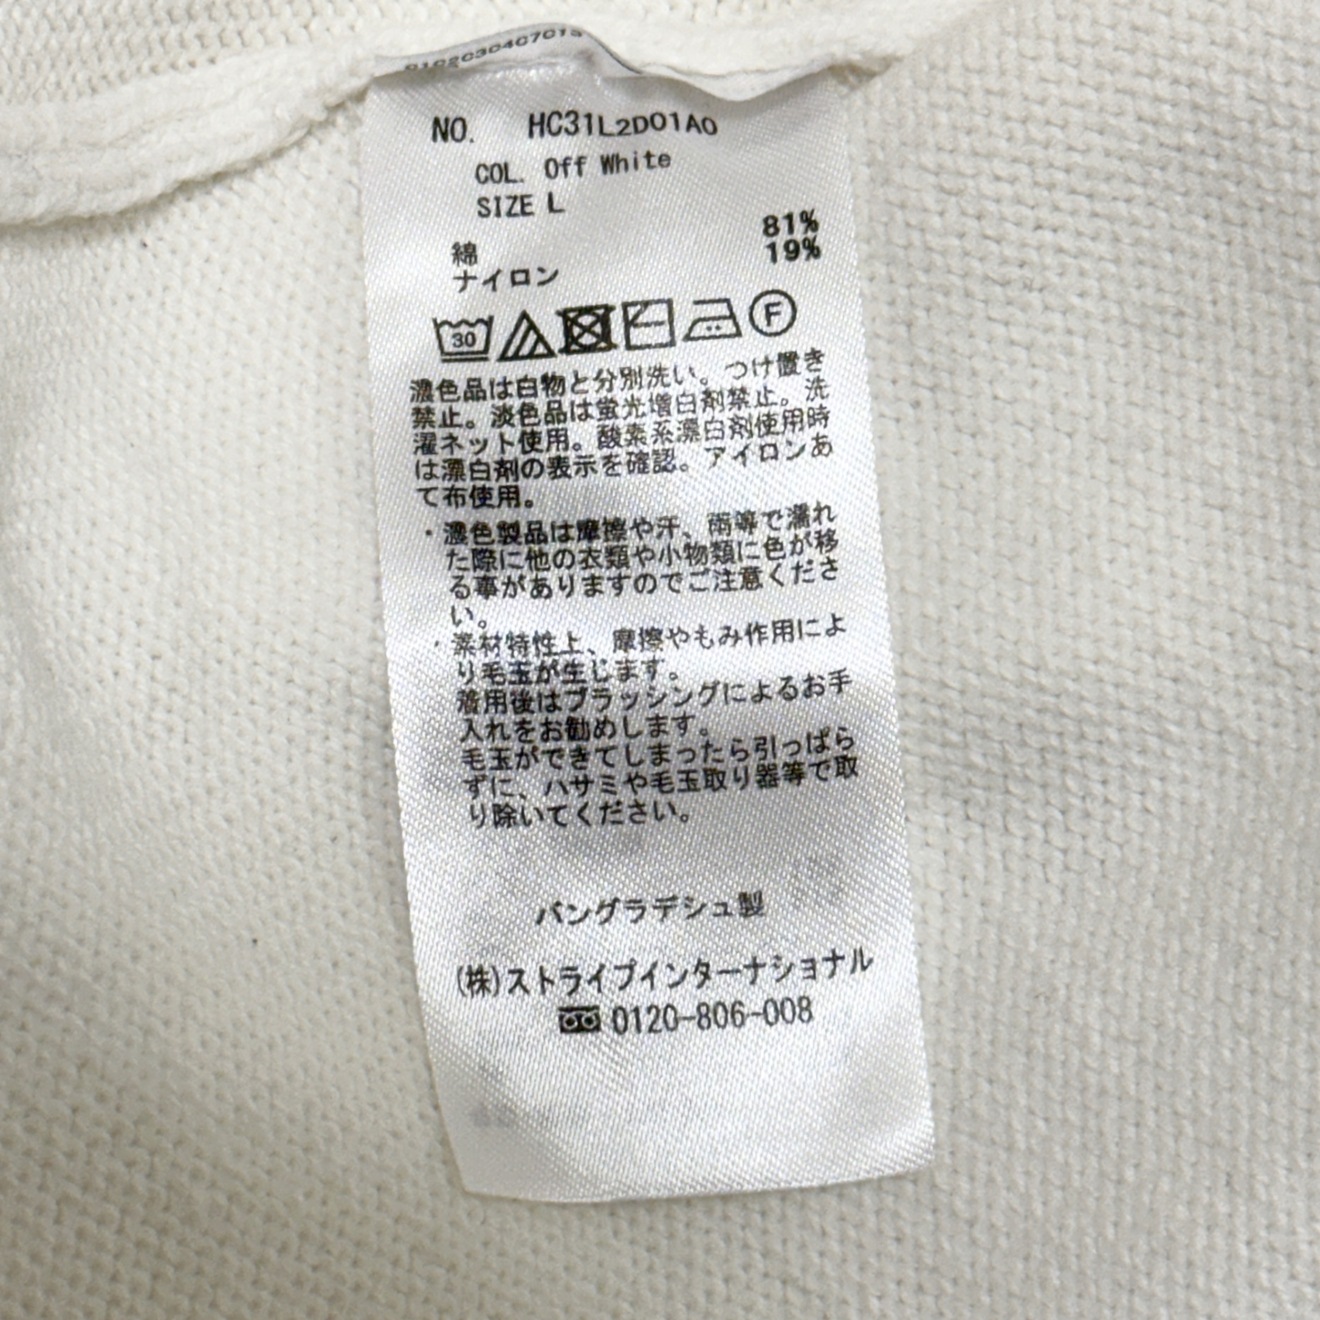 NO. HC31L2D01A0
COL. Off White
SIZE L
綿 81%
ナイロン 19%
30 F
濃色品は白物と分別洗い。つけ置き
禁止。淡色品は蛍光増白剤禁止。洗
濯ネット使用。酸素系漂白剤使用時
は漂白剤の表示を確認。アイロンあ
て布使用。
・濃色製品は摩擦や汗、雨等で濡れ
た際に他の衣類や小物類に色が移
る事がありますのでご注意くださ
い。
・素材特性上、摩擦やもみ作用によ
り毛玉が生じます。
着用後はブラッシングによるお手
入れをお勧めします。
毛玉ができてしまったら引っぱら
ずに、ハサミや毛玉取り器等で取
り除いてください。
バングラデシュ製
(株)ストライプインターナショナル
0120-806-008